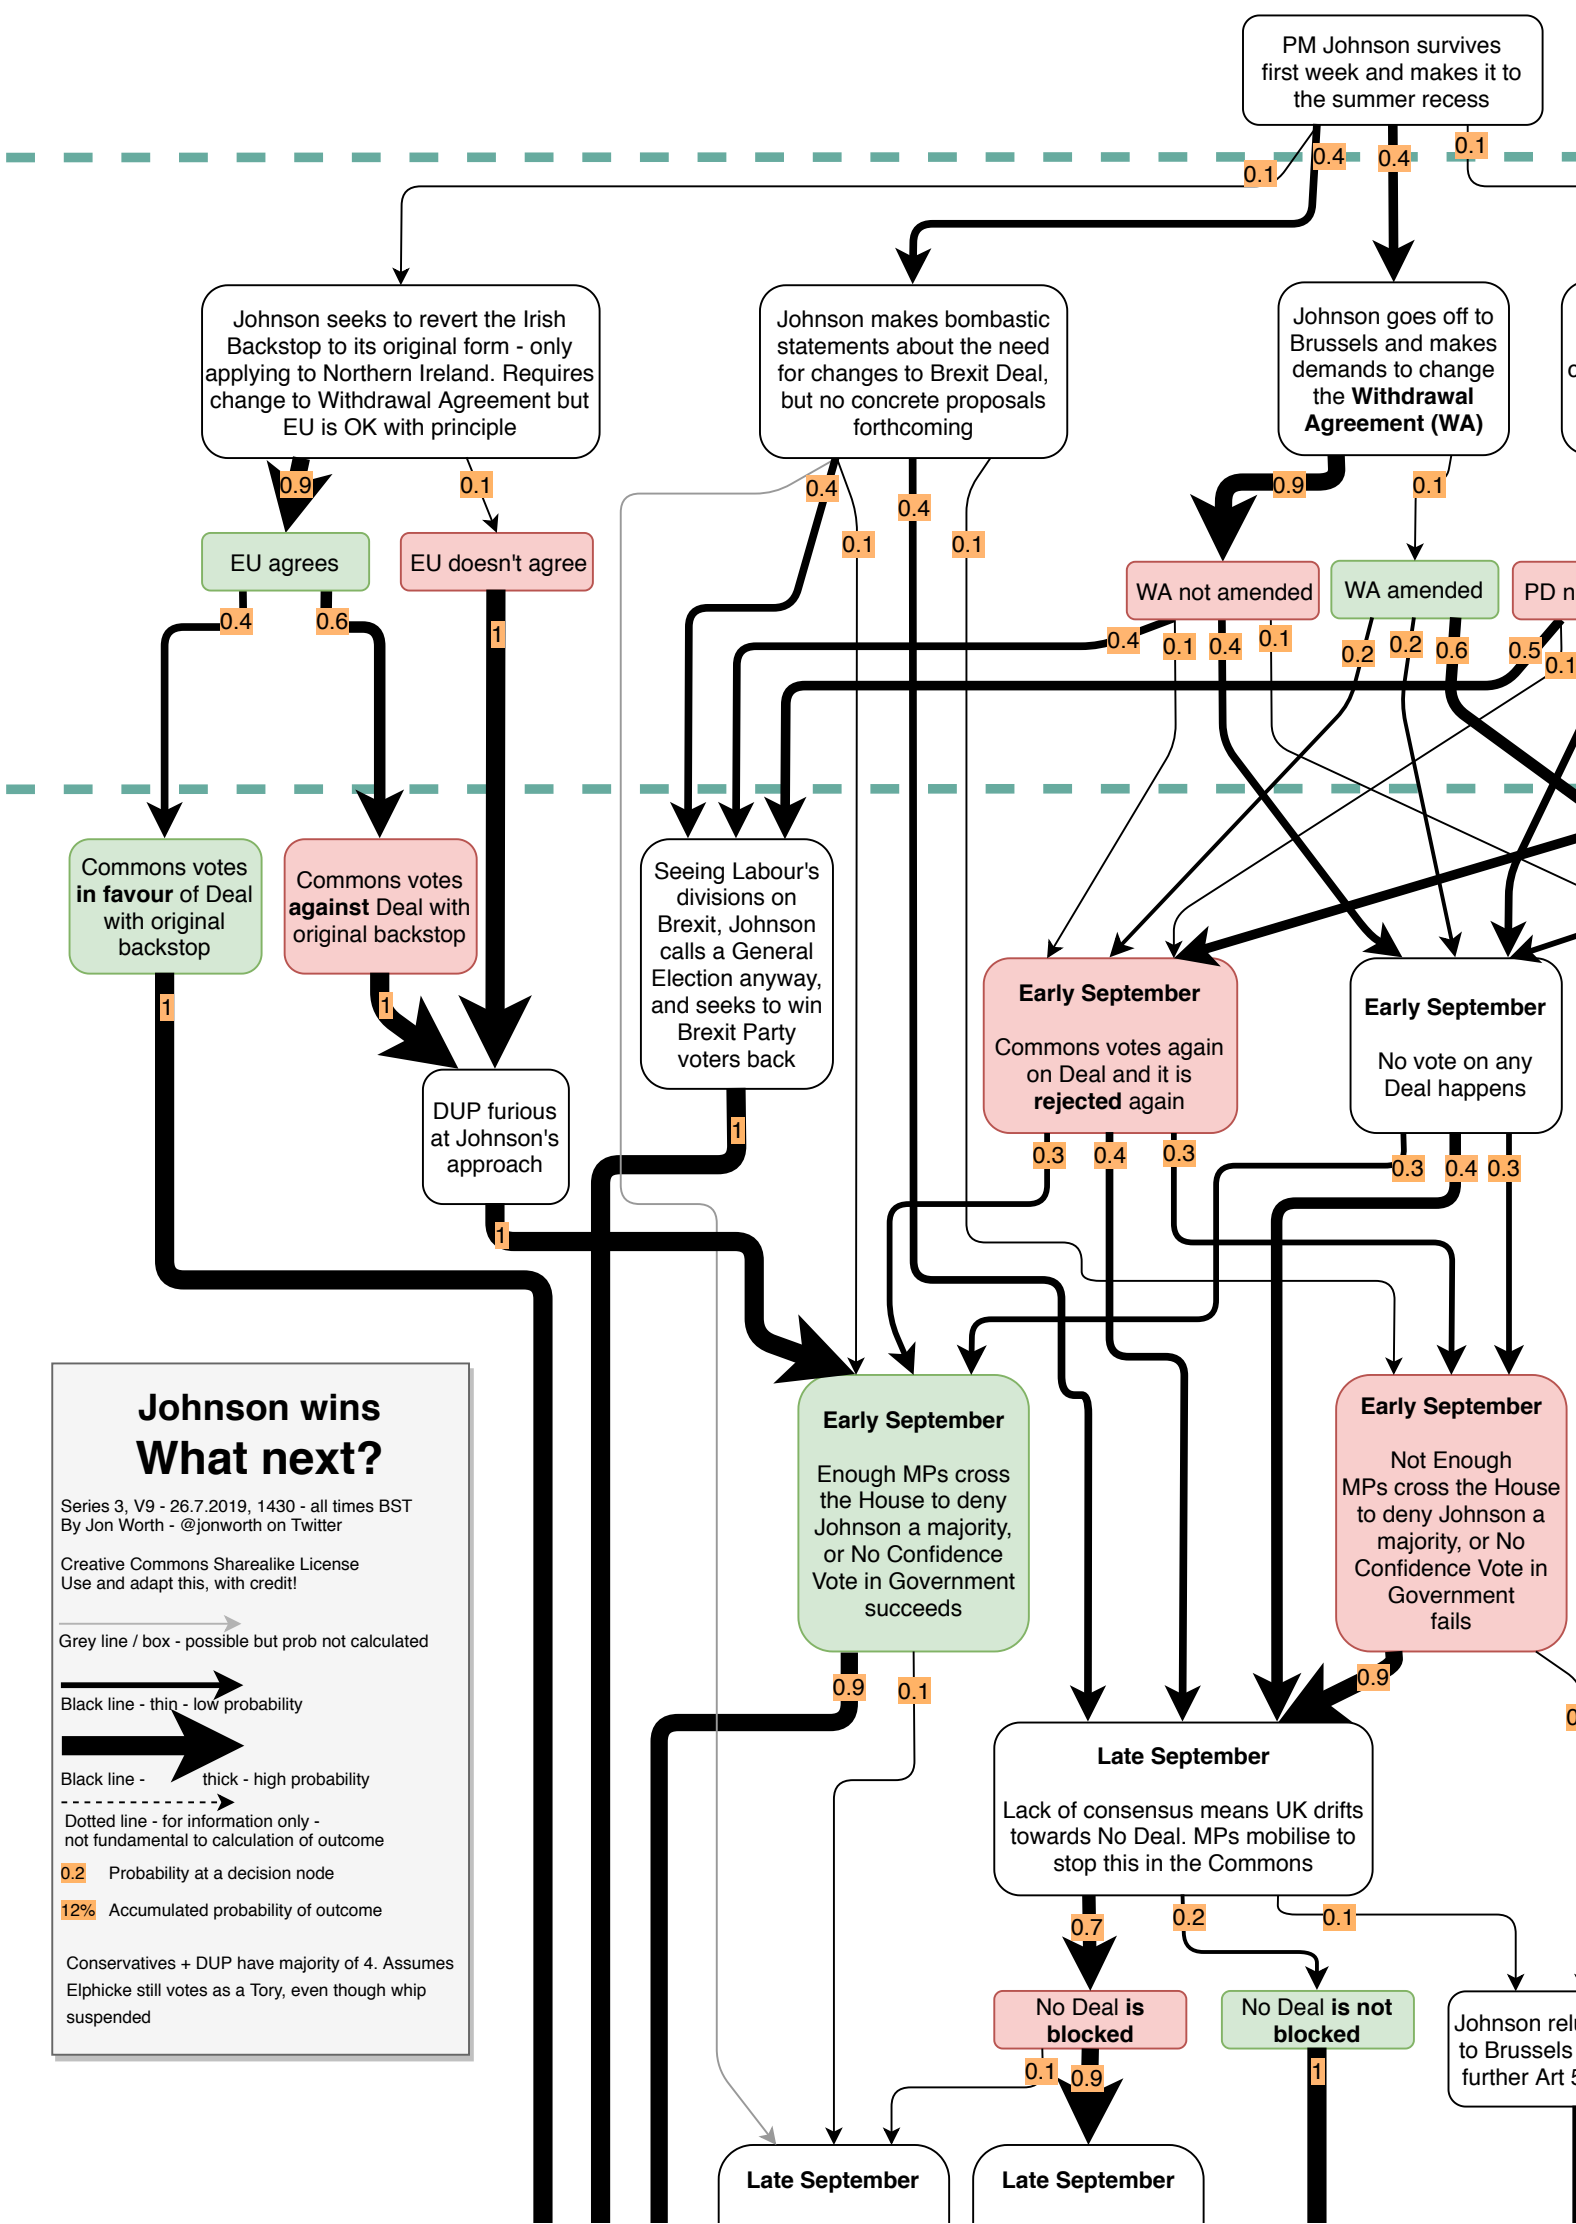 PM Johnson survives
first week and makes it to
the summer recess
0.1
0.4
0.4
0.1
Johnson seeks to revert the Irish
Backstop to its original form - only
applying to Northern Ireland. Requires
change to Withdrawal Agreement but
EU is OK with principle
Johnson makes bombastic
statements about the need
for changes to Brexit Deal,
but no concrete proposals
forthcoming
Johnson goes off to
Brussels and makes
demands to change
the Withdrawal
Agreement (WA)
0.9
0.1
0.4
0.4
0.1
0.1
0.9
0.1
EU agrees
EU doesn't agree
WA not amended
WA amended
PD n
0.4
0.6
1
0.4
0.1
0.4
0.1
0.2
0.2
0.6
0.5
0.1
Commons votes
in favour of Deal
with original
backstop
Commons votes
against Deal with
original backstop
Seeing Labour's
divisions on
Brexit, Johnson
calls a General
Election anyway,
and seeks to win
Brexit Party
voters back
Early September
Commons votes again
on Deal and it is
rejected again
Early September
No vote on any
Deal happens
1
1
DUP furious
at Johnson's
approach
1
1
0.3
0.4
0.3
0.3
0.4
0.3
Johnson wins
What next?
Series 3, V9 - 26.7.2019, 1430 - all times BST
By Jon Worth - @jonworth on Twitter
Creative Commons Sharealike License
Use and adapt this, with credit!
Grey line / box - possible but prob not calculated
Black line - thin - low probability
Black line - thick - high probability
Dotted line - for information only -
not fundamental to calculation of outcome
0.2 Probability at a decision node
12% Accumulated probability of outcome
Conservatives + DUP have majority of 4. Assumes
Elphicke still votes as a Tory, even though whip
suspended
Early September
Enough MPs cross
the House to deny
Johnson a majority,
or No Confidence
Vote in Government
succeeds
Early September
Not Enough
MPs cross the House
to deny Johnson a
majority, or No
Confidence Vote in
Government
fails
0.9
0.1
0.9
Late September
Lack of consensus means UK drifts
towards No Deal. MPs mobilise to
stop this in the Commons
0.7
0.2
0.1
No Deal is
blocked
No Deal is not
blocked
Johnson relu
to Brussels
further Art 5
0.1
0.9
1
Late September
Late September